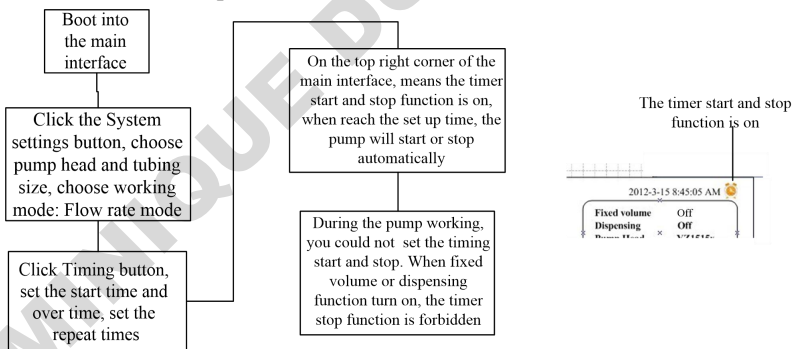 Boot into
the main
interface
Click the System
settings button, choose
pump head and tubing
size, choose working
mode: Flow rate mode
Click Timing button,
set the start time and
over time, set the
repeat times
On the top right corner of the
main interface, means the timer
start and stop function is on,
when reach the set up time, the
pump will start or stop
automatically
During the pump working,
you could not set the timing
start and stop. When fixed
volume or dispensing
function turn on, the timer
stop function is forbidden
The timer start and stop
function is on
2012-3-15 8:45:05 AM
Fixed volume Off
Dispensing Off